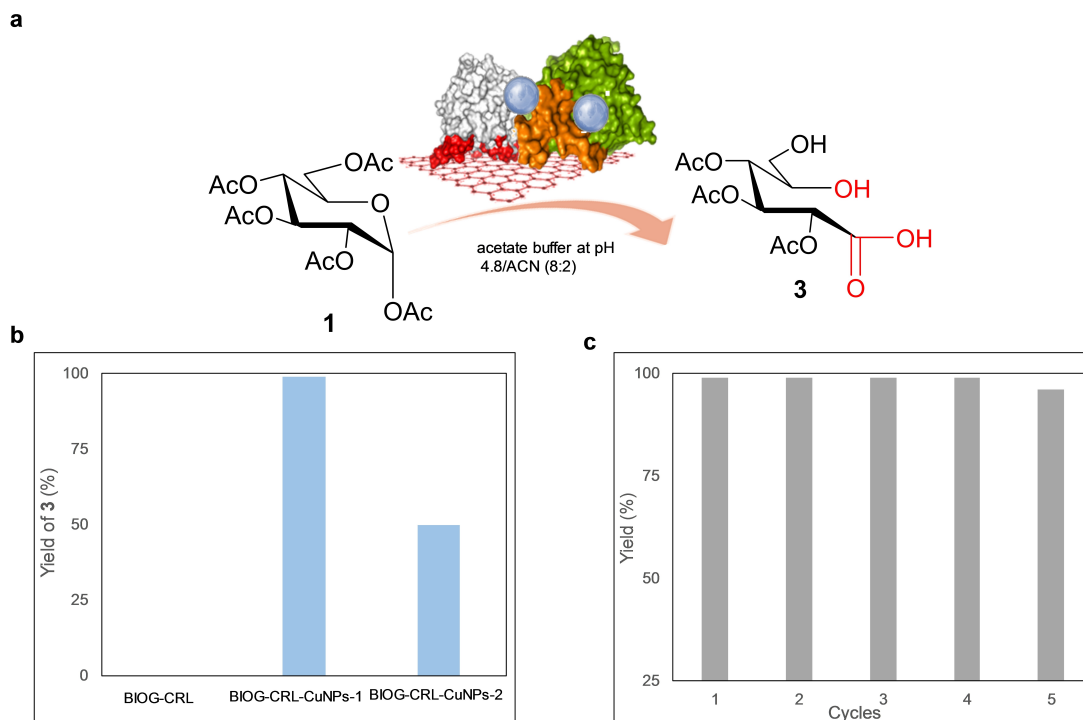 a
OAc
AcO
AcO
O
AcO
OAc
1
acetate buffer at pH
4.8/ACN (8:2)
OH
AcO
OH
AcO
AcO
OH
O
3
b
100
75
50
25
0
Yield of 3 (%)
BIOG-CRL
BIOG-CRL-CuNPs-1
BIOG-CRL-CuNPs-2
c
100
75
50
25
Yield (%)
1 2 3 4 5
Cycles